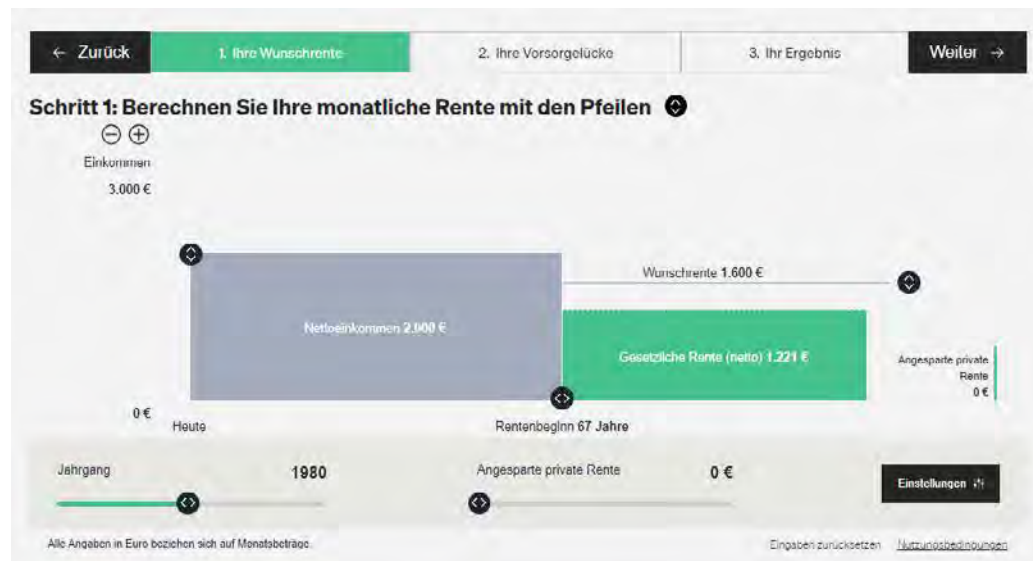 ← Zurück
1. Ihre Wunschrente
2. Ihre Vorsorgelücke
3. Ihr Ergebnis
Weiter →
Schritt 1: Berechnen Sie Ihre monatliche Rente mit den Pfeilen
Einkommen
3.000 €
Wunschrente 1.600 €
Nettoeinkommen 2.000 €
Gesetzliche Rente (netto) 1.221 €
Angesparte private
Rente
0 €
0 €
Heute
Rentenbeginn 67 Jahre
Jahrgang
1980
Angesparte private Rente
0 €
Einstellungen
Alle Angaben in Euro beziehen sich auf Monatsbeträge.
Eingaben zurücksetzen
Nutzungsbedingungen